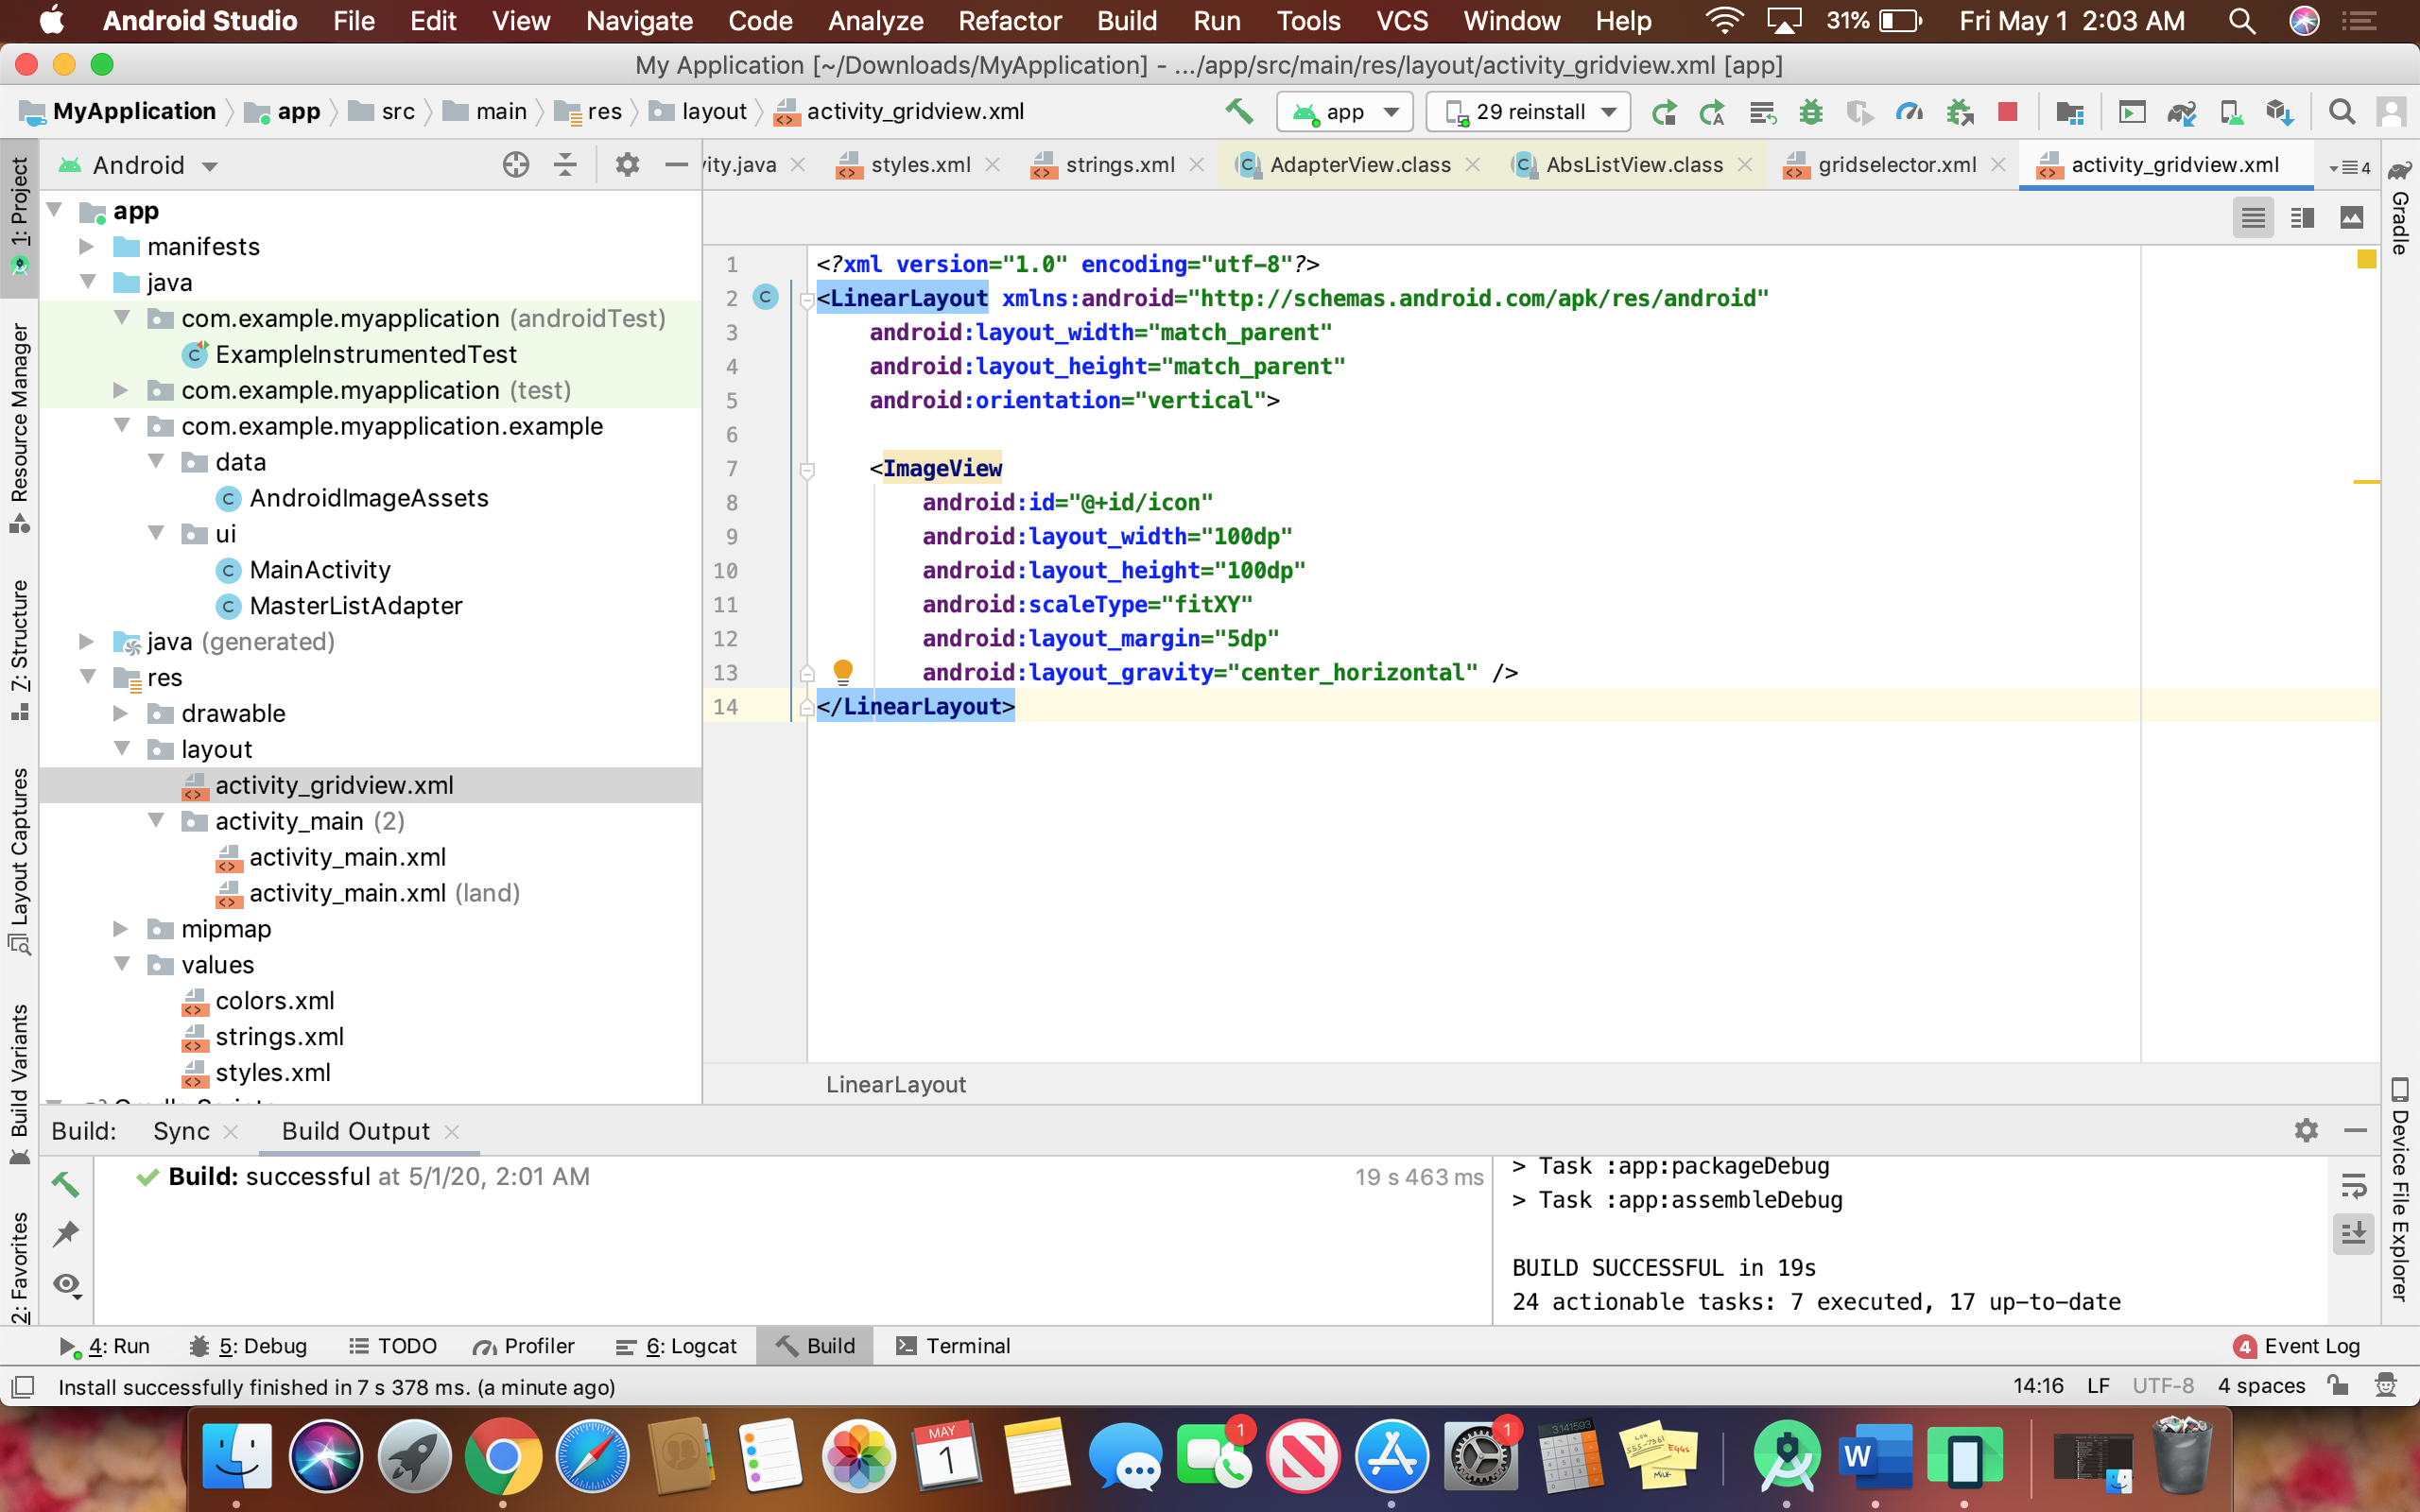 Android Studio File Edit View Navigate Code Analyze Refactor Build Run Tools VCS Window Help 31% Fri May 1 2:03 AM
My Application [~/Downloads/MyApplication] - .../app/src/main/res/layout/activity_gridview.xml [app]
MyApplication app src main res layout activity_gridview.xml app 29 reinstall
Android
vity.java styles.xml strings.xml AdapterView.class AbsListView.class gridselector.xml activity_gridview.xml 4
1: Project
Resource Manager
7: Structure
Layout Captures
Build Variants
2: Favorites
app
manifests
java
com.example.myapplication (androidTest)
ExampleInstrumentedTest
com.example.myapplication (test)
com.example.myapplication.example
data
AndroidImageAssets
ui
MainActivity
MasterListAdapter
java (generated)
res
drawable
layout
activity_gridview.xml
activity_main (2)
activity_main.xml
activity_main.xml (land)
mipmap
values
colors.xml
strings.xml
styles.xml
Gradle Scripts
1 <?xml version="1.0" encoding="utf-8"?>
2 <LinearLayout xmlns:android="http://schemas.android.com/apk/res/android"
3 android:layout_width="match_parent"
4 android:layout_height="match_parent"
5 android:orientation="vertical">
6
7 <ImageView
8 android:id="@+id/icon"
9 android:layout_width="100dp"
10 android:layout_height="100dp"
11 android:scaleType="fitXY"
12 android:layout_margin="5dp"
13 android:layout_gravity="center_horizontal" />
14 </LinearLayout>
LinearLayout
Gradle
Device File Explorer
Build: Sync Build Output
Build: successful at 5/1/20, 2:01 AM 19 s 463 ms
> Task :app:packageDebug
> Task :app:assembleDebug
BUILD SUCCESSFUL in 19s
24 actionable tasks: 7 executed, 17 up-to-date
4: Run 5: Debug TODO Profiler 6: Logcat Build Terminal 4 Event Log
Install successfully finished in 7 s 378 ms. (a minute ago) 14:16 LF UTF-8 4 spaces
MAY
1
1
1
3.141593
EGGS
MILK
W